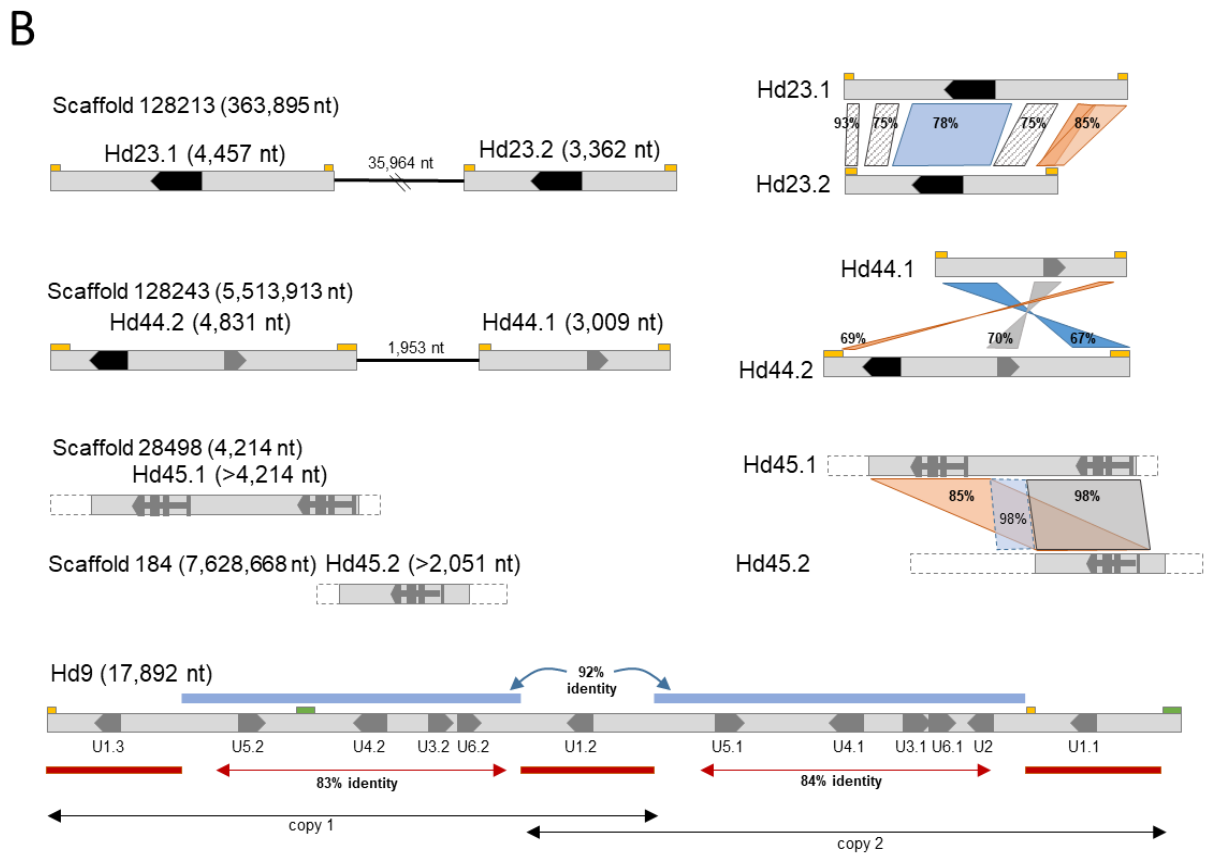 B
Scaffold 128213 (363,895 nt)
Hd23.1 (4,457 nt)
35,964 nt
Hd23.2 (3,362 nt)
Hd23.1
93%
75%
78%
75%
85%
Hd23.2
Scaffold 128243 (5,513,913 nt)
Hd44.2 (4,831 nt)
1,953 nt
Hd44.1 (3,009 nt)
Hd44.1
69%
70%
67%
Hd44.2
Scaffold 28498 (4,214 nt)
Hd45.1 (>4,214 nt)
Scaffold 184 (7,628,668 nt)
Hd45.2 (>2,051 nt)
Hd45.1
85%
98%
98%
Hd45.2
Hd9 (17,892 nt)
92%
identity
U1.3
U5.2
U4.2
U3.2
U6.2
U1.2
U5.1
U4.1
U3.1
U6.1
U2
U1.1
83% identity
84% identity
copy 1
copy 2